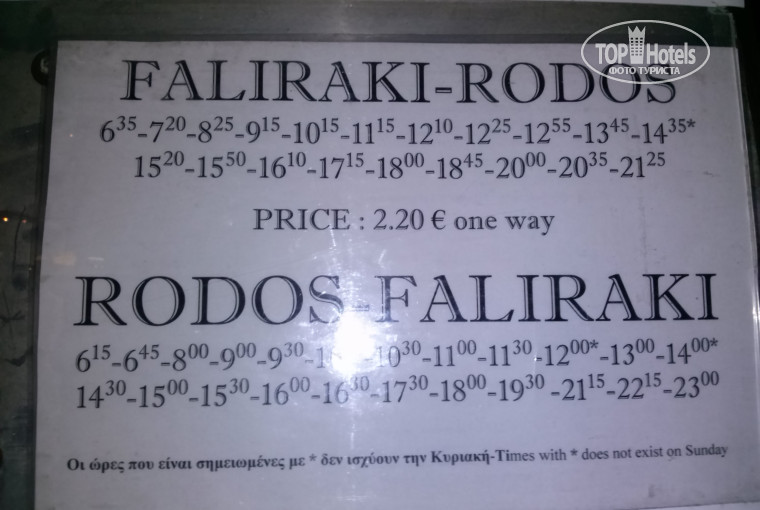 TOP Hotels
ФОТО ТУРИСТА
FALIRAKI-RODOS
6³⁵-7²⁰-8²⁵-9¹⁵-10¹⁵-11¹⁵-12¹⁰-12²⁵-12⁵⁵-13⁴⁵-14³⁵*
15²⁰-15⁵⁰-16¹⁰-17¹⁵-18⁰⁰-18⁴⁵-20⁰⁰-20³⁵-21²⁵
PRICE : 2.20 € one way
RODOS-FALIRAKI
6¹⁵-6⁴⁵-8⁰⁰-9⁰⁰-9³⁰- -10³⁰-11⁰⁰-11³⁰-12⁰⁰*-13⁰⁰-14⁰⁰*
14³⁰-15⁰⁰-15³⁰-16⁰⁰-16³⁰-17³⁰-18⁰⁰-19³⁰ -21¹⁵-22¹⁵-23⁰⁰
Οι ώρες που είναι σημειωμένες με * δεν ισχύουν την Κυριακή-Times with * does not exist on Sunday